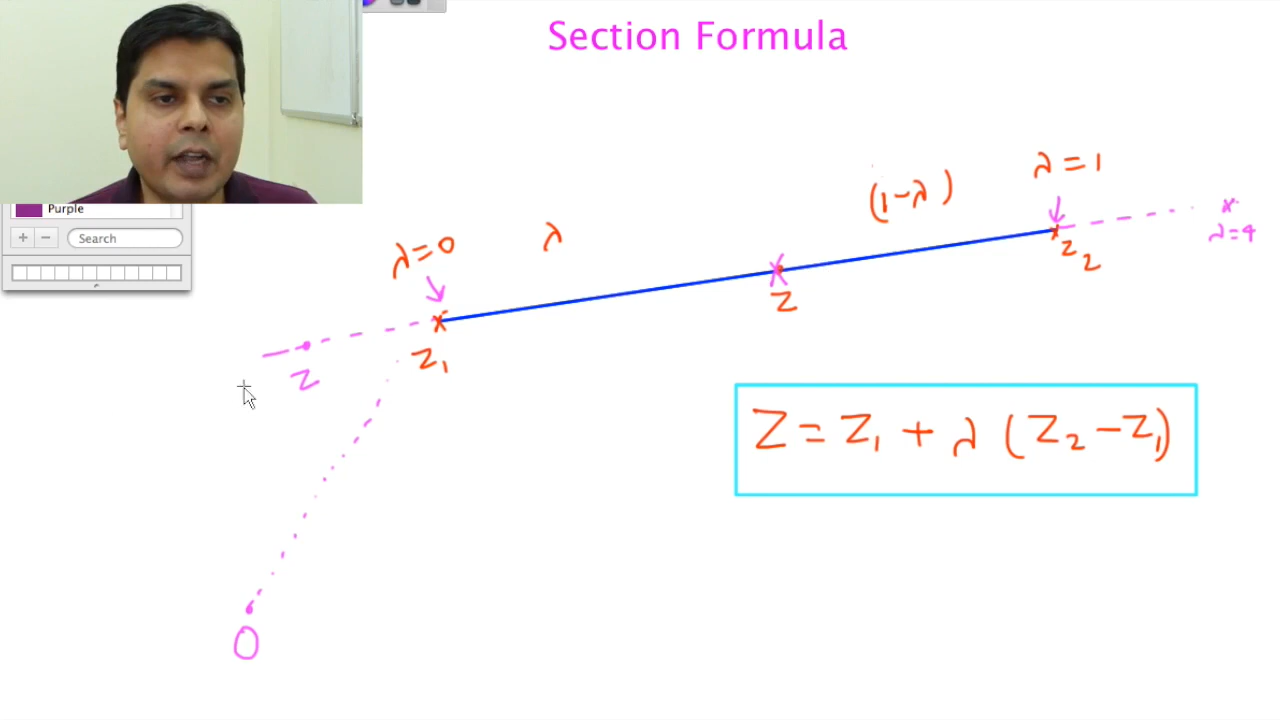 Section Formula
Purple
Search
λ=0
λ
(1-λ)
λ=1
λ=4
Z
Z₁
Z
Z₂
Z = Z₁ + λ (Z₂ - Z₁)
O